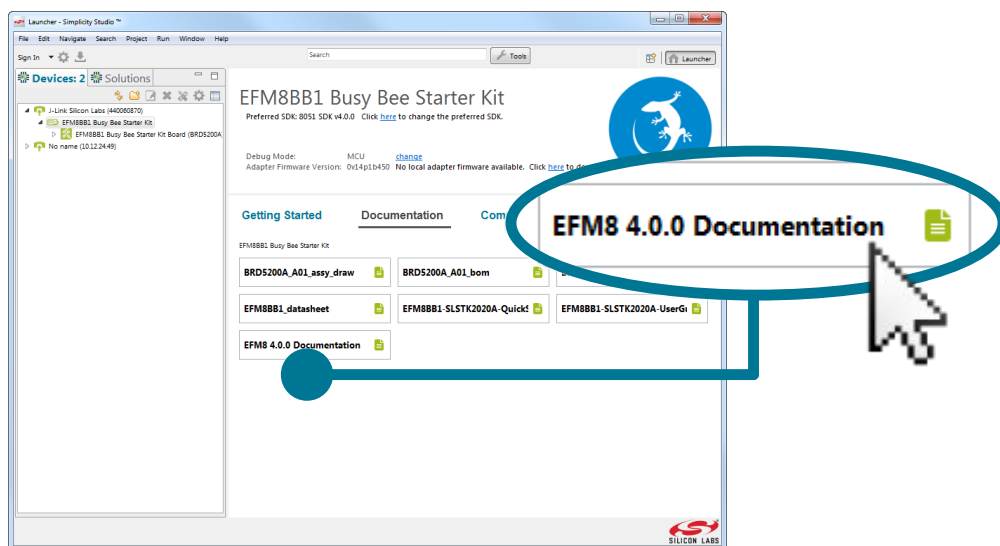 Launcher - Simplicity Studio ™
File Edit Navigate Search Project Run Window Help
Sign In Search Tools Launcher
Devices: 2 Solutions
J-Link Silicon Labs (440060870)
EFM8BB1 Busy Bee Starter Kit
EFM8BB1 Busy Bee Starter Kit Board (BRD5200A
No name (10.12.24.49)
EFM8BB1 Busy Bee Starter Kit
Preferred SDK: 8051 SDK v4.0.0 Click here to change the preferred SDK.
Debug Mode: MCU change
Adapter Firmware Version: 0v14p1b450 No local adapter firmware available. Click here to do
Getting Started Documentation Com
EFM8BB1 Busy Bee Starter Kit
BRD5200A_A01_assy_draw BRD5200A_A01_bom
EFM8BB1_datasheet EFM8BB1-SLSTK2020A-QuickS EFM8BB1-SLSTK2020A-UserGu
EFM8 4.0.0 Documentation
EFM8 4.0.0 Documentation
SILICON LABS